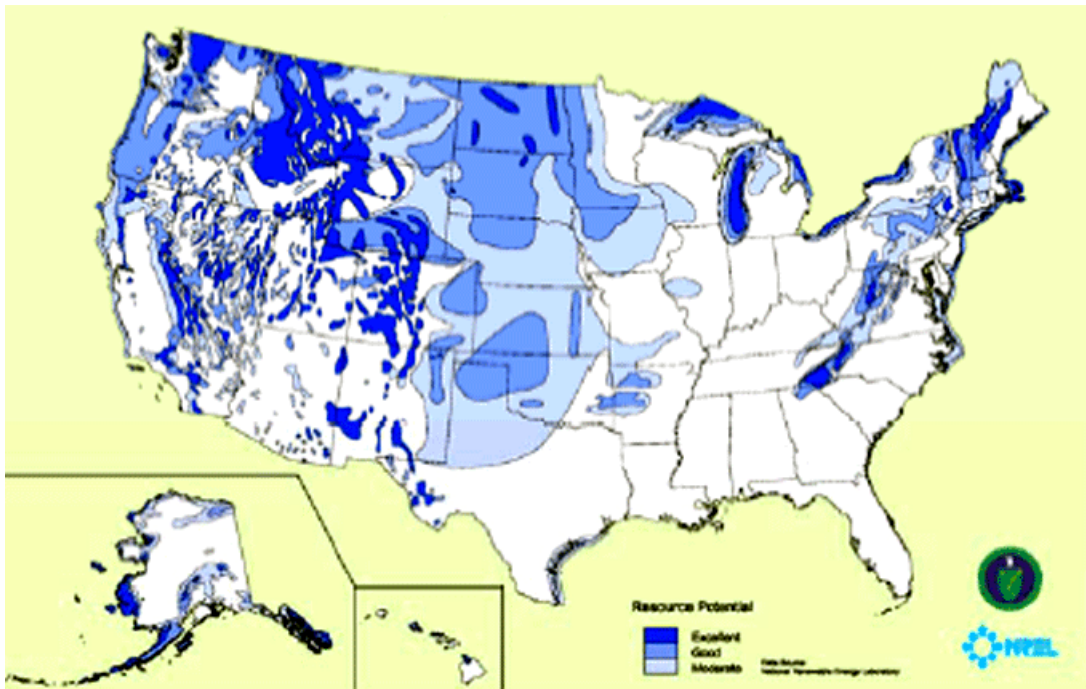 Resource Potential
Excellent
Good
Moderate
Data Source
National Renewable Energy Laboratory
NREL